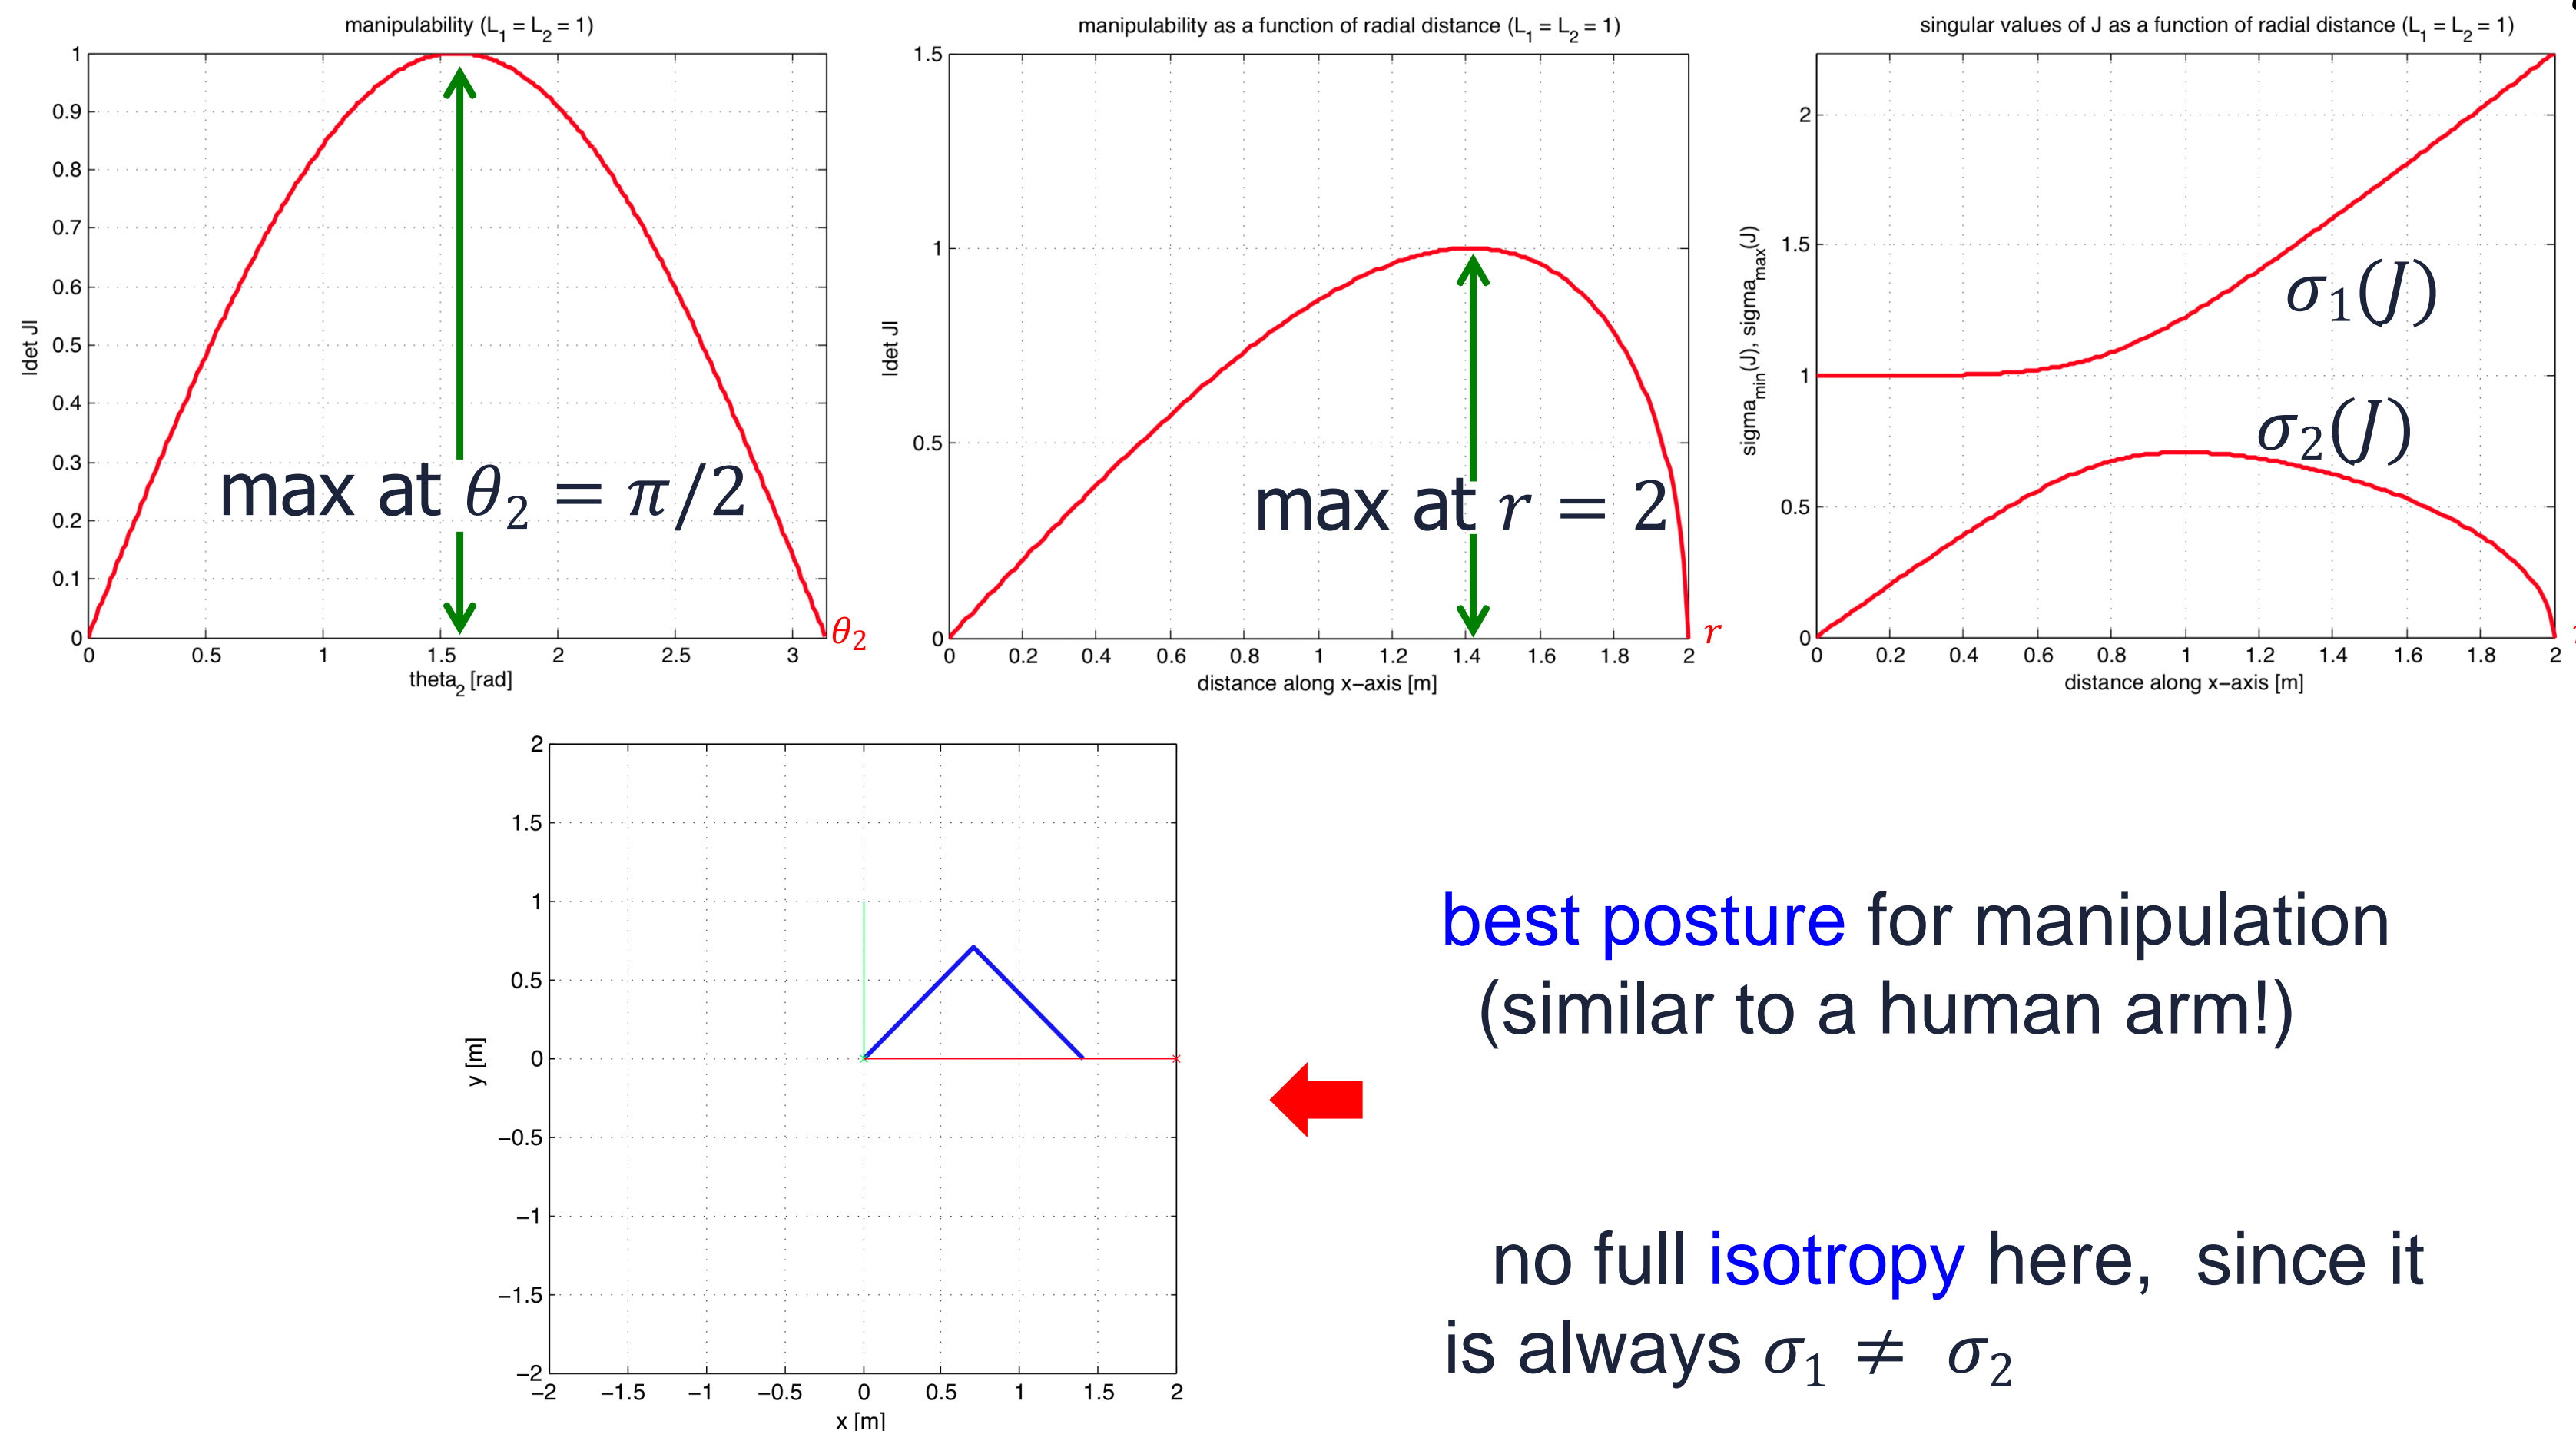 manipulability (L1 = L2 = 1)
1
0.9
0.8
0.7
0.6
0.5
0.4
0.3
0.2
0.1
0
|det J|
max at θ2 = π/2
θ2
0 0.5 1 1.5 2 2.5 3
theta2 [rad]
manipulability as a function of radial distance (L1 = L2 = 1)
1.5
1
0.5
0
|det J|
max at r = 2
r
0 0.2 0.4 0.6 0.8 1 1.2 1.4 1.6 1.8 2
distance along x−axis [m]
singular values of J as a function of radial distance (L1 = L2 = 1)
2
1.5
1
0.5
0
sigmamin(J), sigmamax(J)
σ1(J)
σ2(J)
0 0.2 0.4 0.6 0.8 1 1.2 1.4 1.6 1.8 2
distance along x−axis [m]
2
1.5
1
0.5
0
−0.5
−1
−1.5
−2
y [m]
−2 −1.5 −1 −0.5 0 0.5 1 1.5 2
x [m]
best posture for manipulation
(similar to a human arm!)
no full isotropy here, since it
is always σ1 ≠ σ2